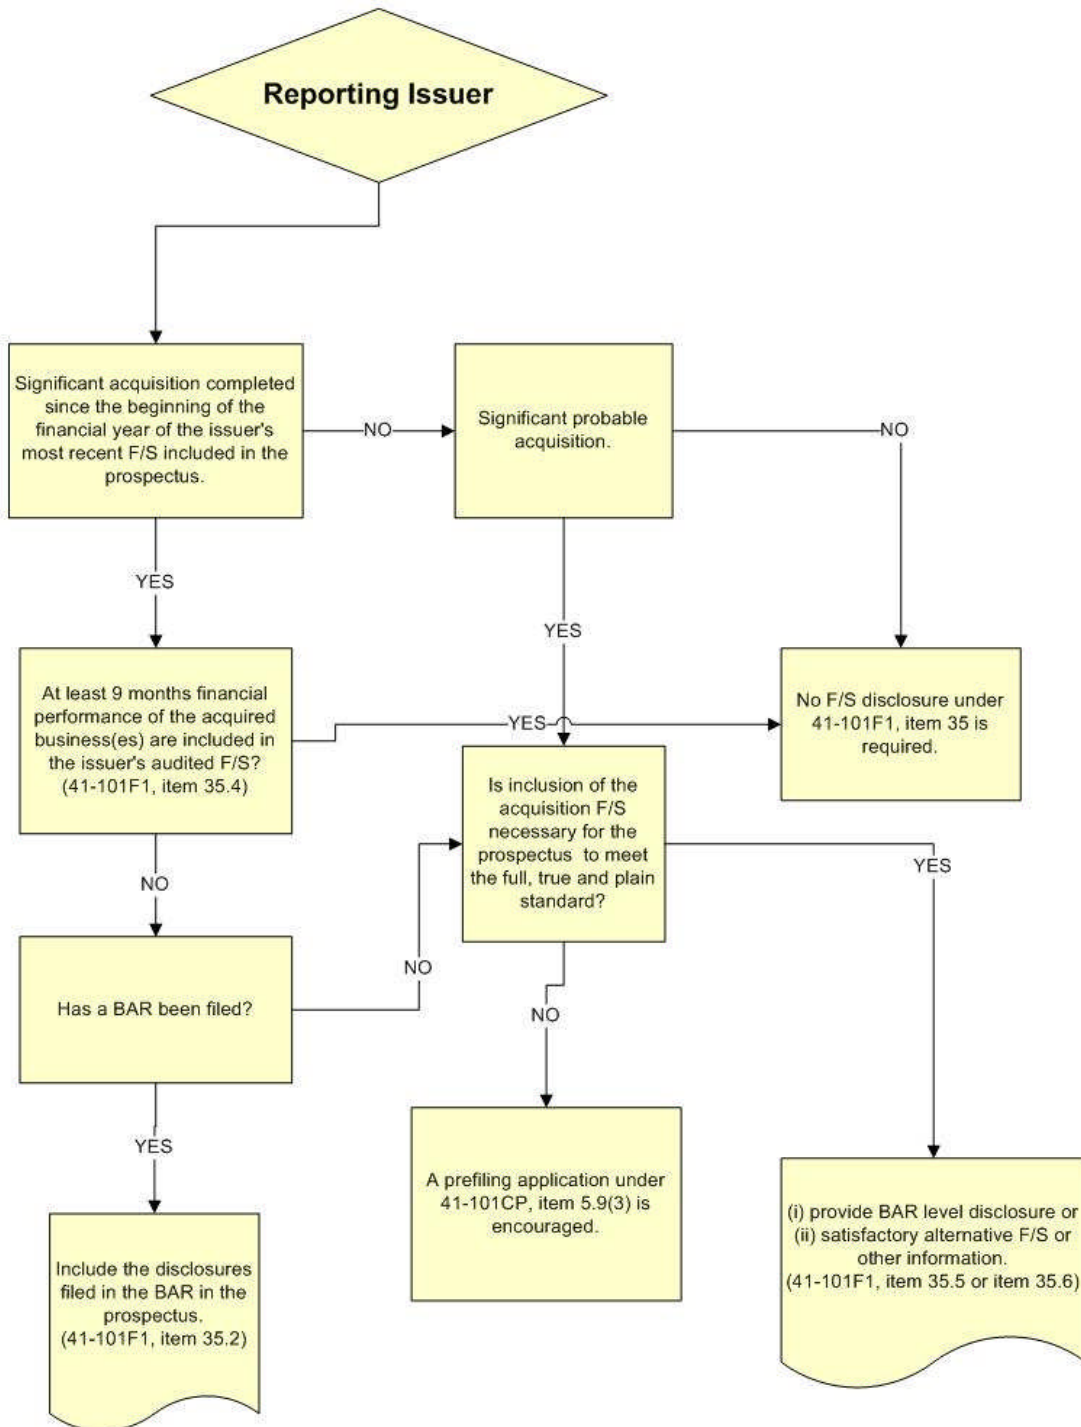 Reporting Issuer
Significant acquisition completed
since the beginning of the
financial year of the issuer's
most recent F/S included in the
prospectus.
NO
Significant probable
acquisition.
NO
YES
YES
At least 9 months financial
performance of the acquired
business(es) are included in
the issuer's audited F/S?
(41-101F1, item 35.4)
YES
No F/S disclosure under
41-101F1, item 35 is
required.
Is inclusion of the
acquisition F/S
necessary for the
prospectus to meet
the full, true and plain
standard?
YES
NO
NO
Has a BAR been filed?
NO
YES
A prefiling application under
41-101CP, item 5.9(3) is
encouraged.
(i) provide BAR level disclosure or
(ii) satisfactory alternative F/S or
other information.
(41-101F1, item 35.5 or item 35.6)
Include the disclosures
filed in the BAR in the
prospectus.
(41-101F1, item 35.2)